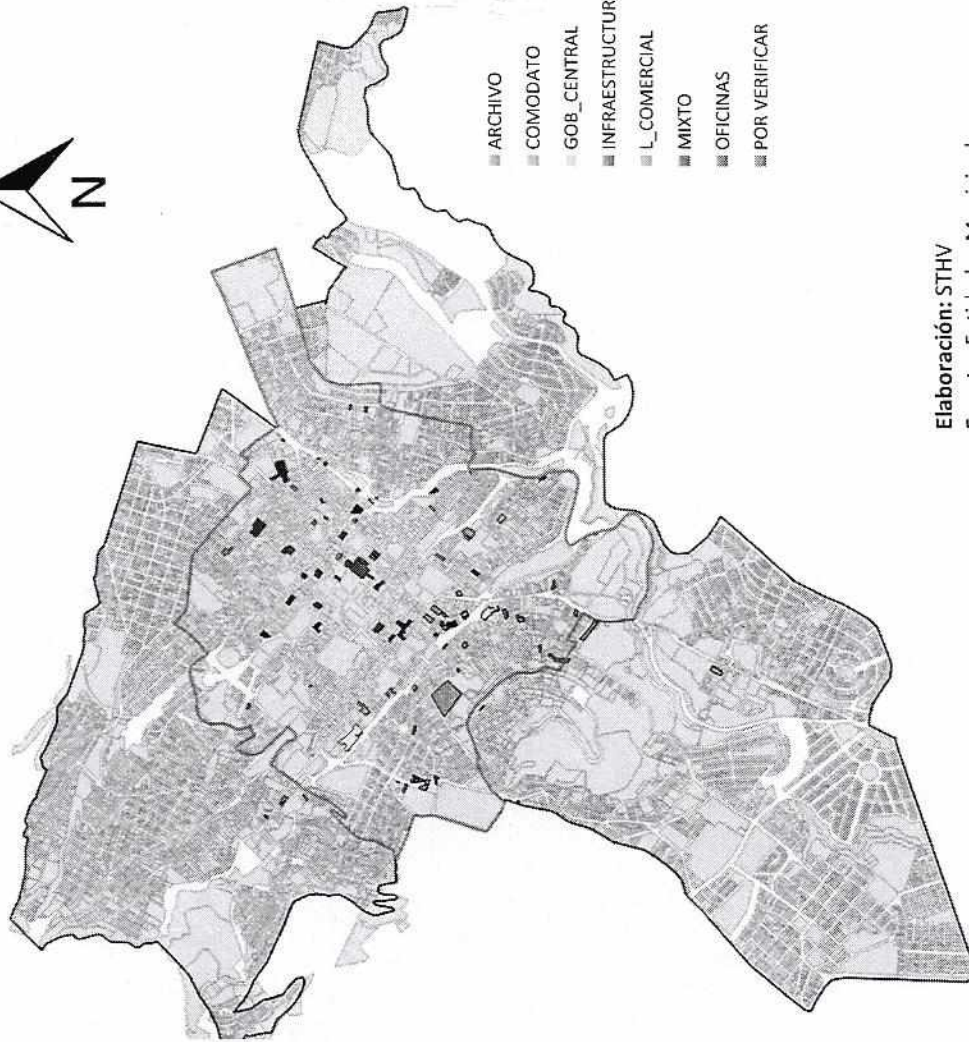 N
ARCHIVO
COMODATO
GOB_CENTRAL
INFRAESTRUCTUR
L_COMERCIAL
MIXTO
OFICINAS
POR VERIFICAR
Elaboración: STHV